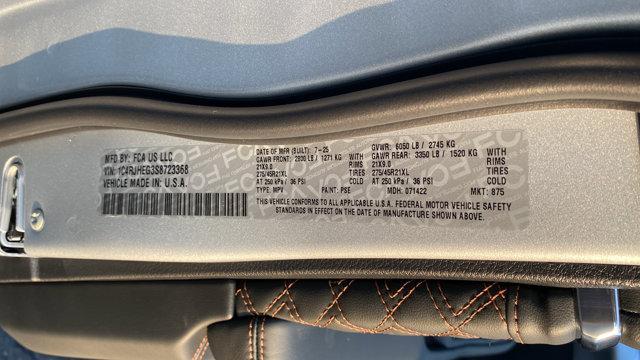 MFD BY: FCA US LLC
VIN: 1C4RJHEG3S8723368
VEHICLE MADE IN: U.S.A.
DATE OF MFR (BUILT): 7-25
GVWR: 6050 LB / 2745 KG
GAWR FRONT: 2800 LB / 1271 KG WITH
21X9.0 RIMS
275/45R21XL TIRES
AT 250 kPa / 36 PSI COLD
TYPE: MPV PAINT: PSE
GAWR REAR: 3350 LB / 1520 KG WITH
21X9.0 RIMS
275/45R21XL TIRES
AT 250 kPa / 36 PSI COLD
MDH: 071422 MKT: 875
THIS VEHICLE CONFORMS TO ALL APPLICABLE U.S.A. FEDERAL MOTOR VEHICLE SAFETY
STANDARDS IN EFFECT ON THE DATE OF MANUFACTURE SHOWN ABOVE.